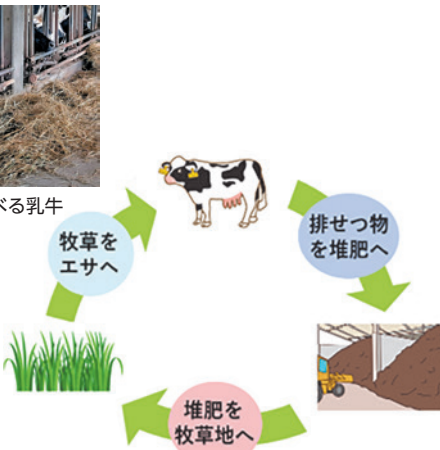 べる乳牛
牧草を
エサへ
排せつ物
を堆肥へ
堆肥を
牧草地へ